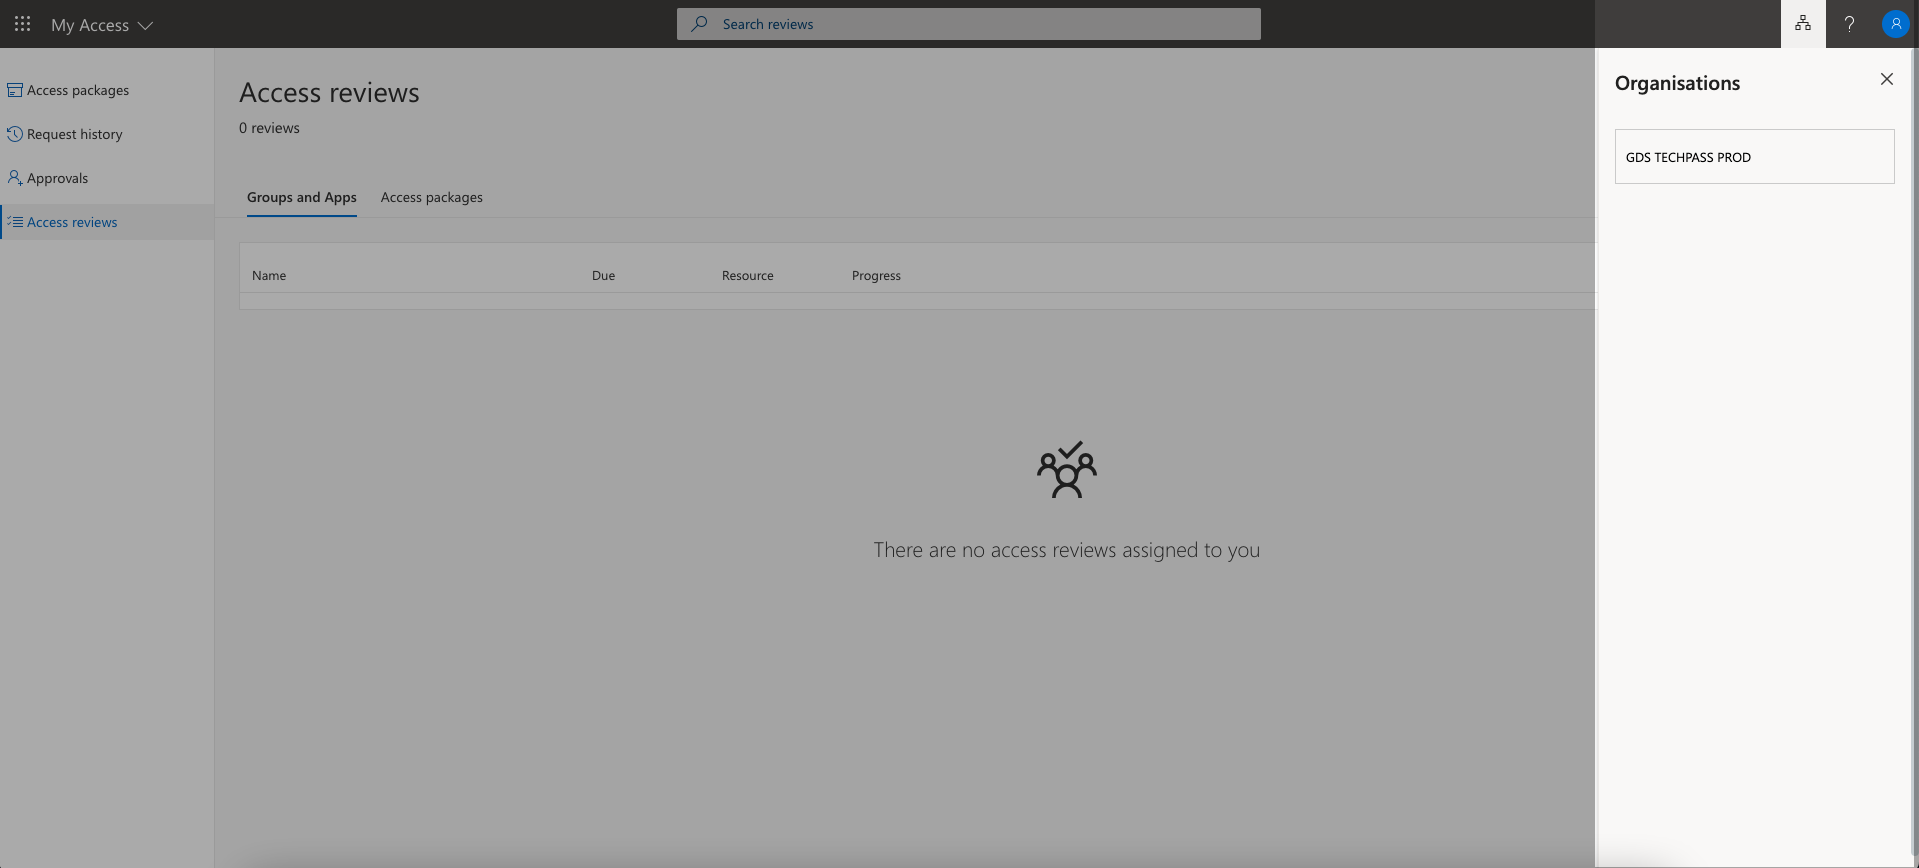 My Access
Search reviews
?
Access packages
Request history
Approvals
Access reviews
Access reviews
0 reviews
Groups and Apps Access packages
Name Due Resource Progress
There are no access reviews assigned to you
Organisations
GDS TECHPASS PROD